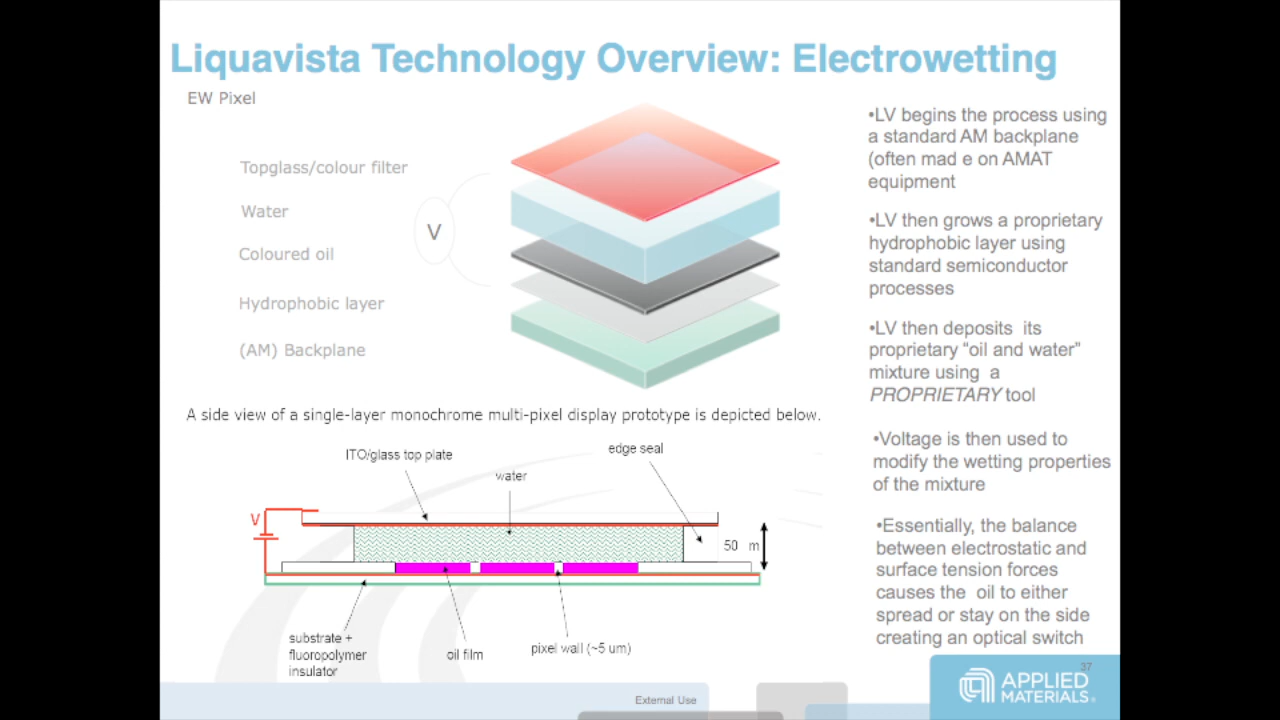 Liquavista Technology Overview: Electrowetting
EW Pixel
Topglass/colour filter
Water
Coloured oil
Hydrophobic layer
(AM) Backplane
V
•LV begins the process using
a standard AM backplane
(often mad e on AMAT
equipment
•LV then grows a proprietary
hydrophobic layer using
standard semiconductor
processes
•LV then deposits its
proprietary “oil and water”
mixture using a
PROPRIETARY tool
•Voltage is then used to
modify the wetting properties
of the mixture
•Essentially, the balance
between electrostatic and
surface tension forces
causes the oil to either
spread or stay on the side
creating an optical switch
A side view of a single-layer monochrome multi-pixel display prototype is depicted below.
ITO/glass top plate
water
edge seal
V
50 m
substrate +
fluoropolymer
insulator
oil film
pixel wall (~5 um)
External Use
37
APPLIED
MATERIALS®